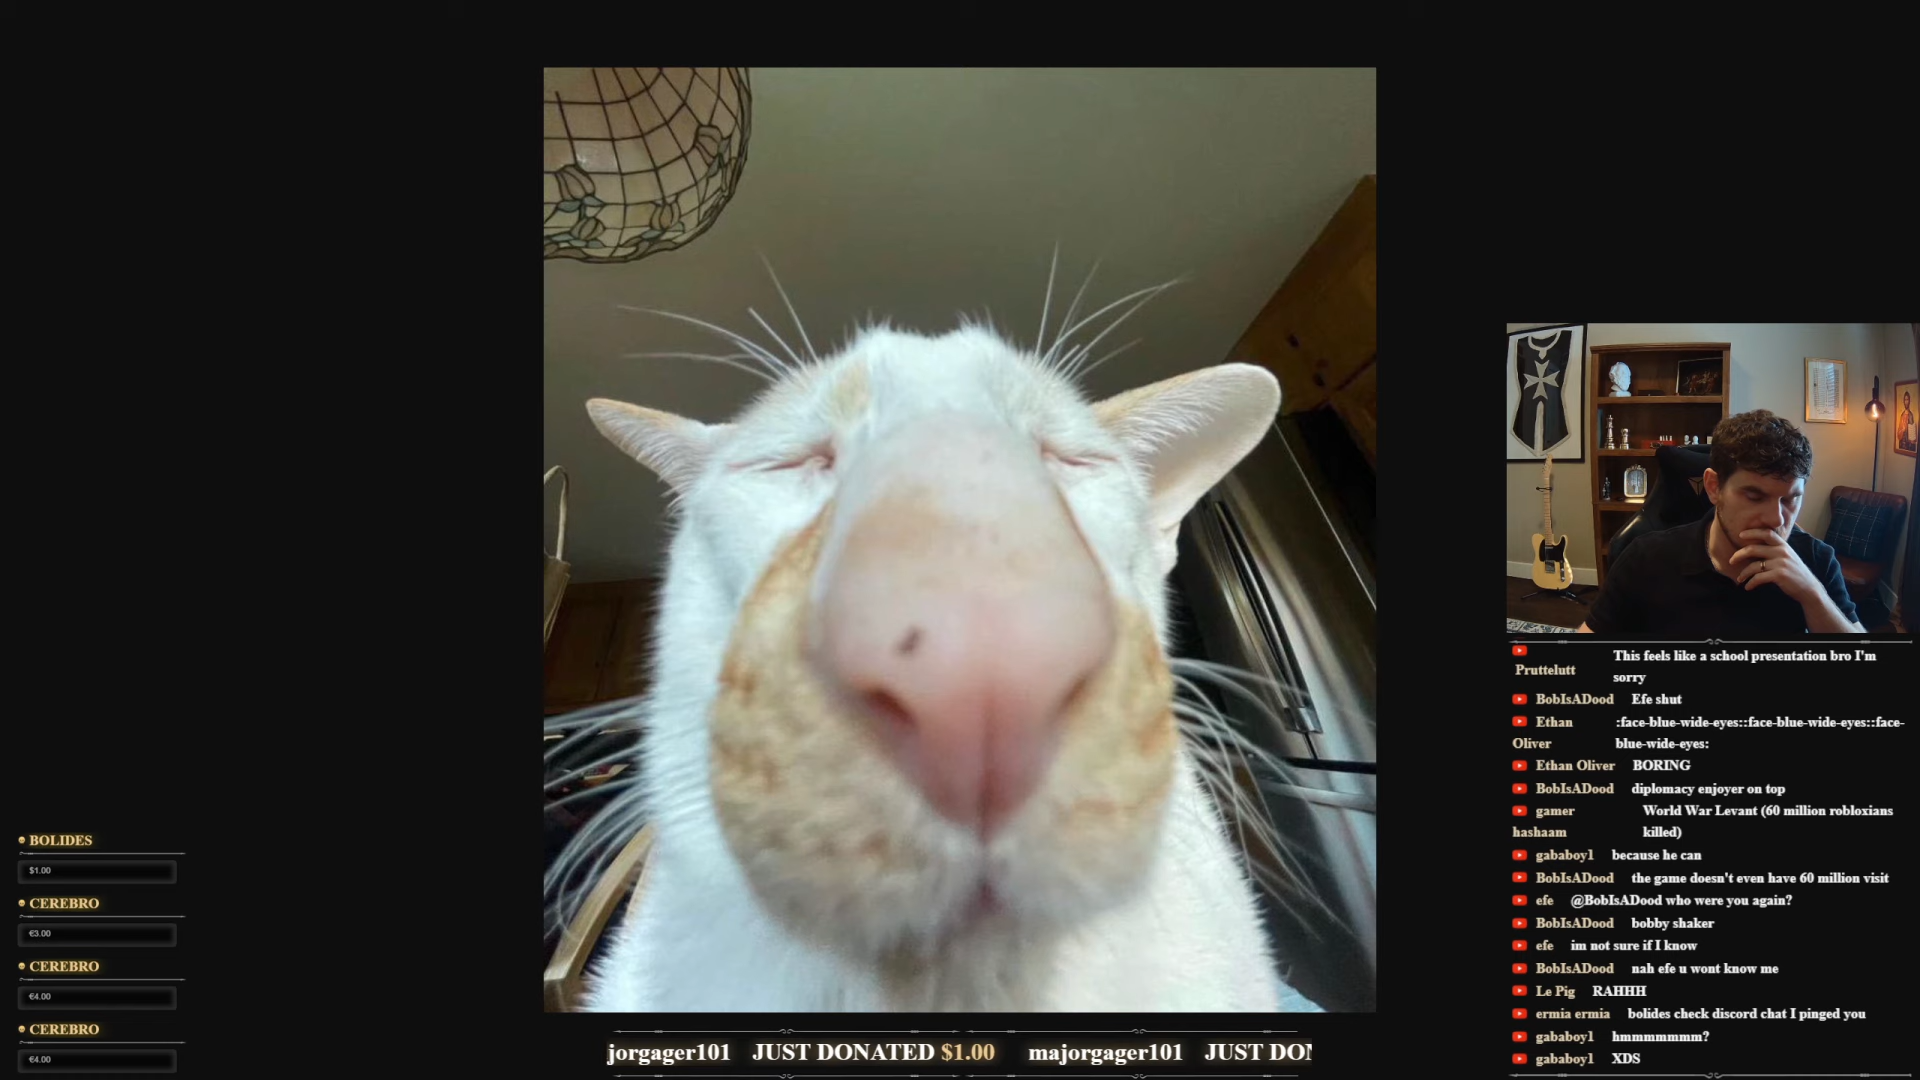 BOLIDES
$1.00
CEREBRO
€3.00
CEREBRO
€4.00
CEREBRO
€4.00
jorgager101 JUST DONATED $1.00 majorgager101 JUST DON
Pruttelutt This feels like a school presentation bro I'm
sorry
BobIsADood Efe shut
Ethan :face-blue-wide-eyes::face-blue-wide-eyes::face-
Oliver blue-wide-eyes:
Ethan Oliver BORING
BobIsADood diplomacy enjoyer on top
gamer World War Levant (60 million robloxians
hashaam killed)
gababoy1 because he can
BobIsADood the game doesn't even have 60 million visit
efe @BobIsADood who were you again?
BobIsADood bobby shaker
efe im not sure if I know
BobIsADood nah efe u wont know me
Le Pig RAHHH
ermia ermia bolides check discord chat I pinged you
gababoy1 hmmmmmmm?
gababoy1 XDS